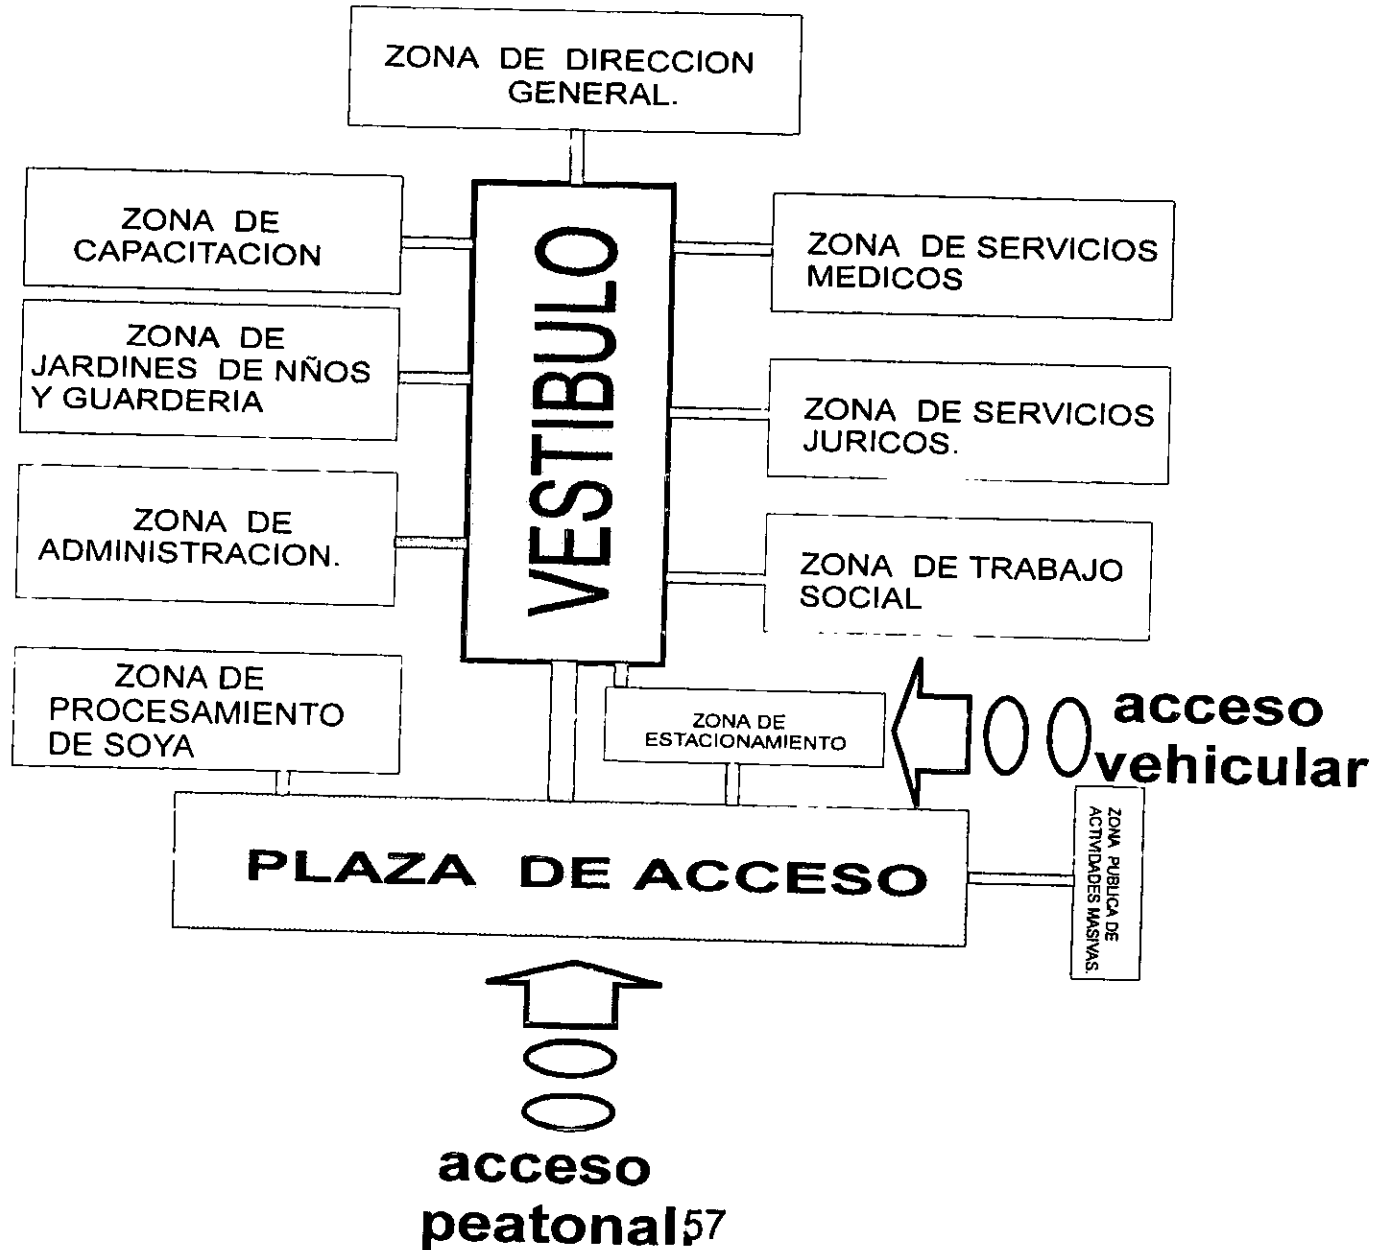 ZONA DE DIRECCION
GENERAL.
ZONA DE
CAPACITACION
ZONA DE
JARDINES DE NÑOS
Y GUARDERIA
ZONA DE
ADMINISTRACION.
VESTIBULO
ZONA DE SERVICIOS
MEDICOS
ZONA DE SERVICIOS
JURICOS.
ZONA DE TRABAJO
SOCIAL
ZONA DE
PROCESAMIENTO
DE SOYA
ZONA DE
ESTACIONAMIENTO
acceso
vehicular
PLAZA DE ACCESO
ZONA PUBLICA DE
ACTIVIDADES MASIVAS.
acceso
peatonal.
57